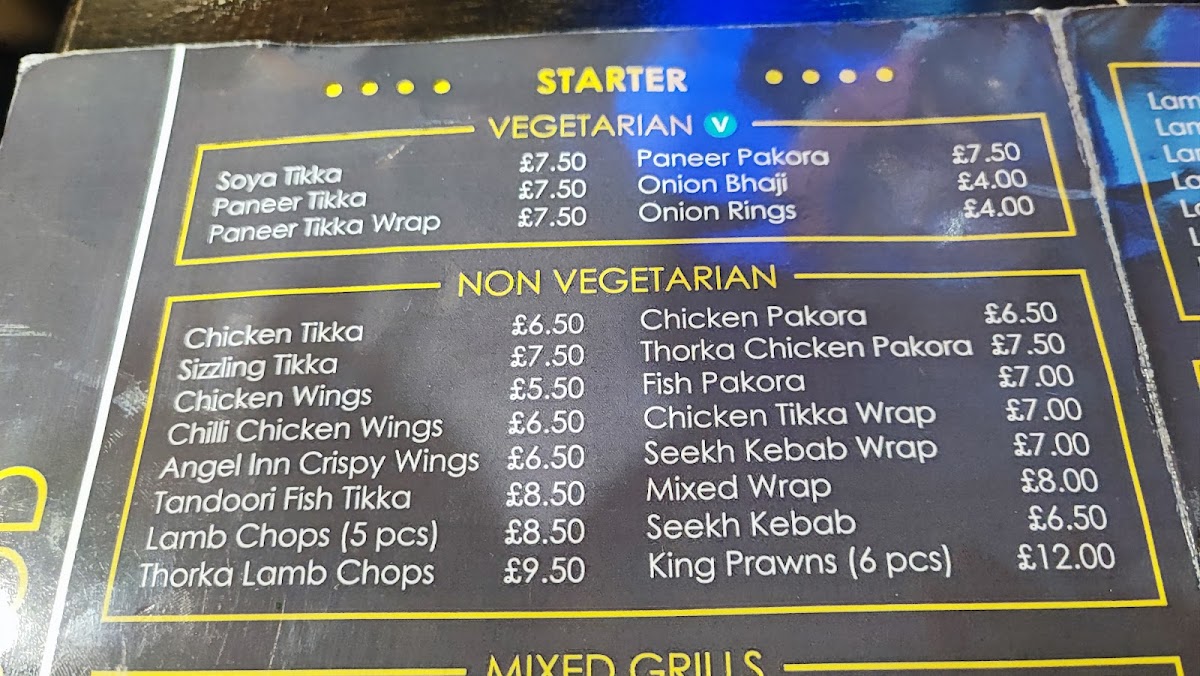 STARTER
VEGETARIAN V
Soya Tikka £7.50
Paneer Tikka £7.50
Paneer Tikka Wrap £7.50
Paneer Pakora £7.50
Onion Bhaji £4.00
Onion Rings £4.00
NON VEGETARIAN
Chicken Tikka £6.50
Sizzling Tikka £7.50
Chicken Wings £5.50
Chilli Chicken Wings £6.50
Angel Inn Crispy Wings £6.50
Tandoori Fish Tikka £8.50
Lamb Chops (5 pcs) £8.50
Thorka Lamb Chops £9.50
Chicken Pakora £6.50
Thorka Chicken Pakora £7.50
Fish Pakora £7.00
Chicken Tikka Wrap £7.00
Seekh Kebab Wrap £7.00
Mixed Wrap £8.00
Seekh Kebab £6.50
King Prawns (6 pcs) £12.00
MIXED GRILLS